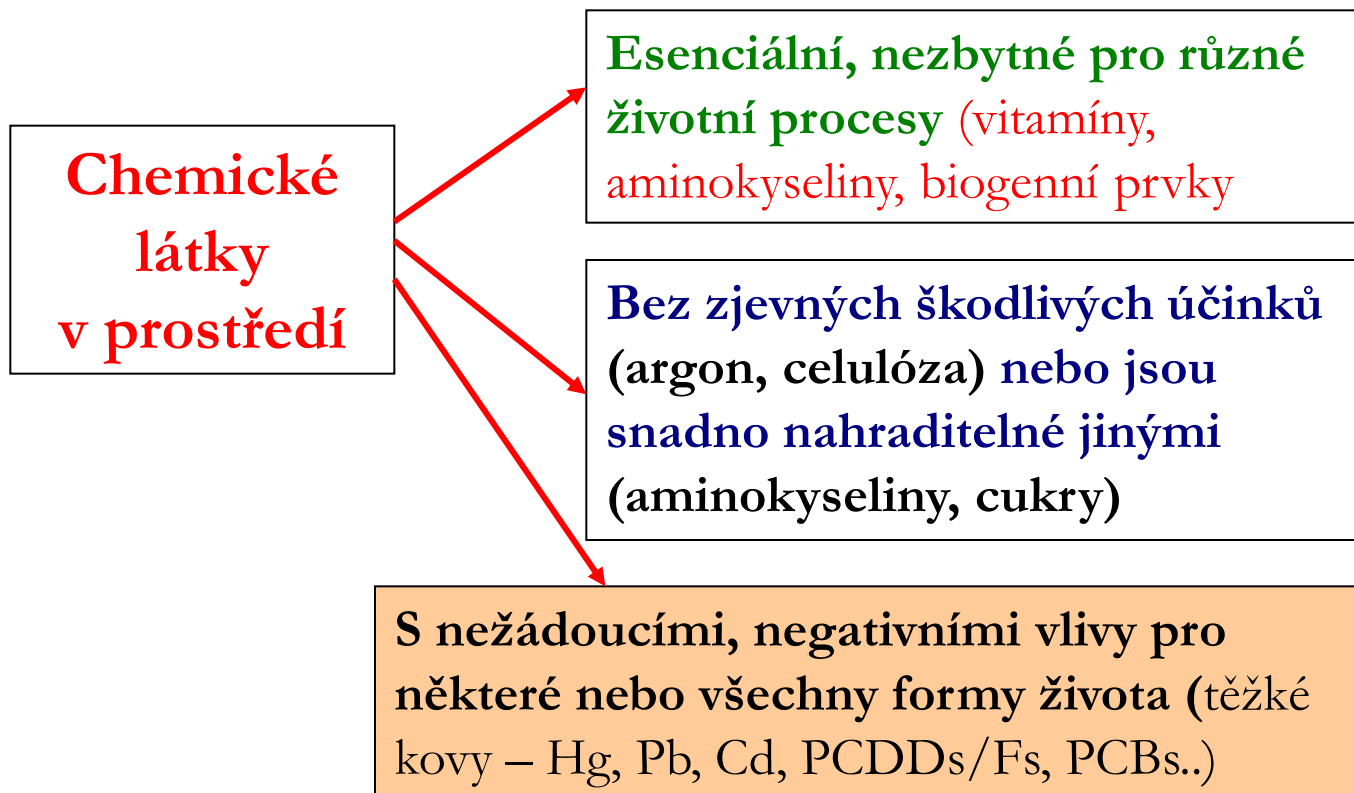 Chemické
látky
v prostředí
Esenciální, nezbytné pro různé
životní procesy (vitamíny,
aminokyseliny, biogenní prvky
Bez zjevných škodlivých účinků
(argon, celulóza) nebo jsou
snadno nahraditelné jinými
(aminokyseliny, cukry)
S nežádoucími, negativními vlivy pro
některé nebo všechny formy života (těžké
kovy – Hg, Pb, Cd, PCDDs/Fs, PCBs..)